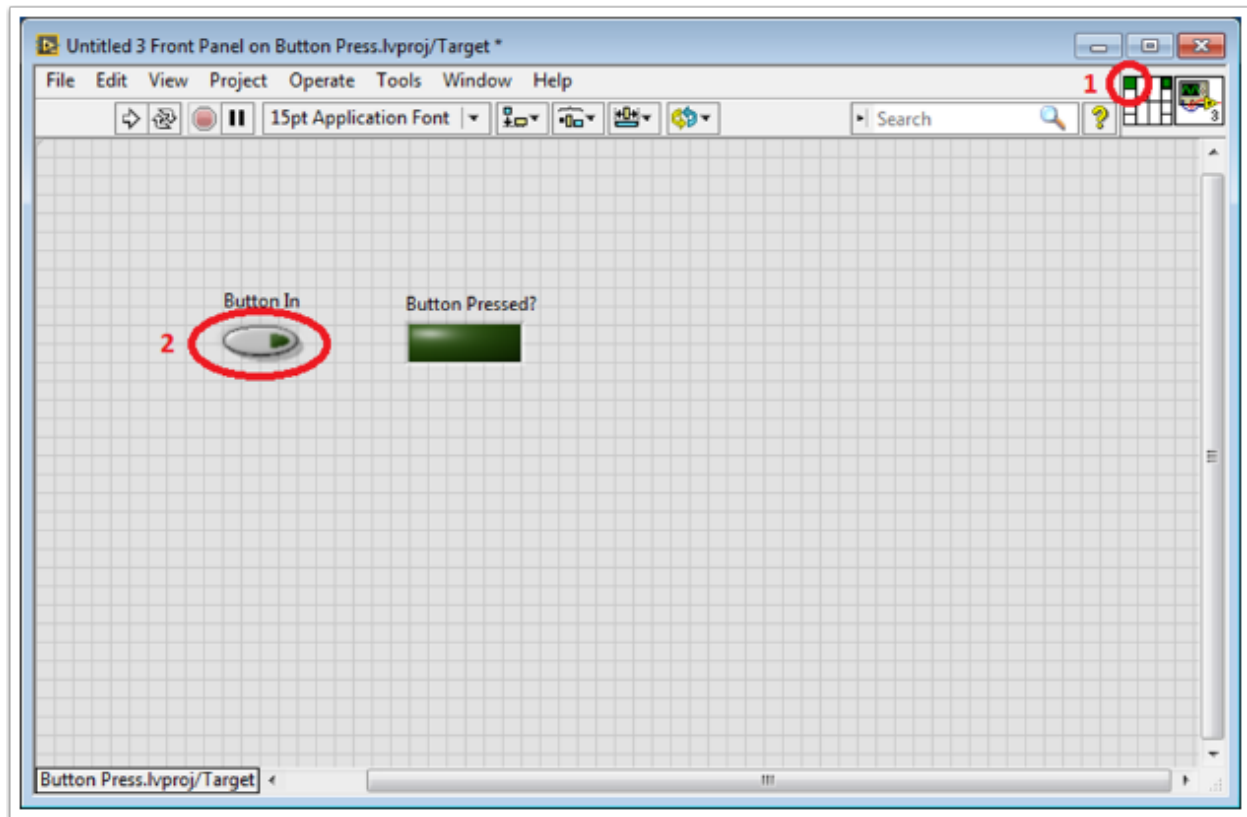 Untitled 3 Front Panel on Button Press.lvproj/Target *
File Edit View Project Operate Tools Window Help
1
15pt Application Font
Search
?
3
Button In
Button Pressed?
2
Button Press.lvproj/Target